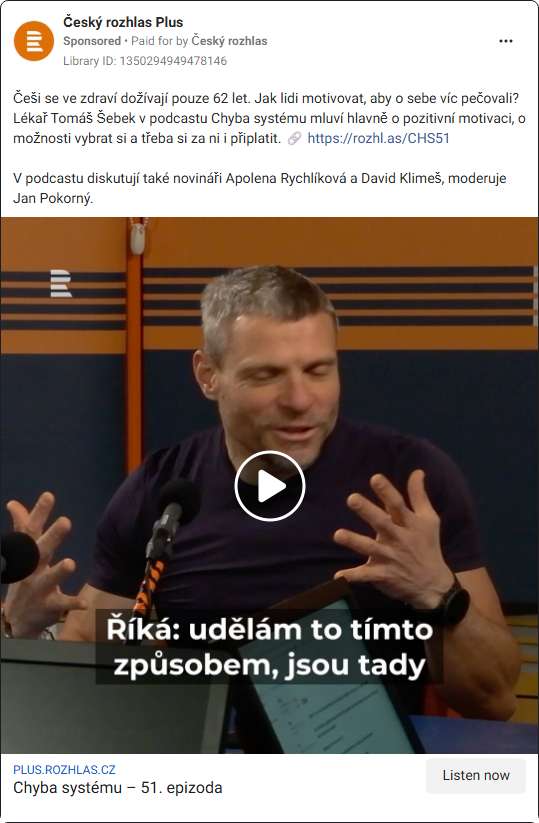 Český rozhlas Plus
Sponsored • Paid for by Český rozhlas
Library ID: 1350294949478146
Češi se ve zdraví dožívají pouze 62 let. Jak lidi motivovat, aby o sebe víc pečovali?
Lékař Tomáš Šebek v podcastu Chyba systému mluví hlavně o pozitivní motivaci, o
možnosti vybrat si a třeba si za ni i připlatit. 🔗 https://rozhl.as/CHS51
V podcastu diskutují také novináři Apolena Rychlíková a David Klimeš, moderuje
Jan Pokorný.
Říká: udělám to tímto
způsobem, jsou tady
PLUS.ROZHLAS.CZ
Chyba systému – 51. epizoda
Listen now